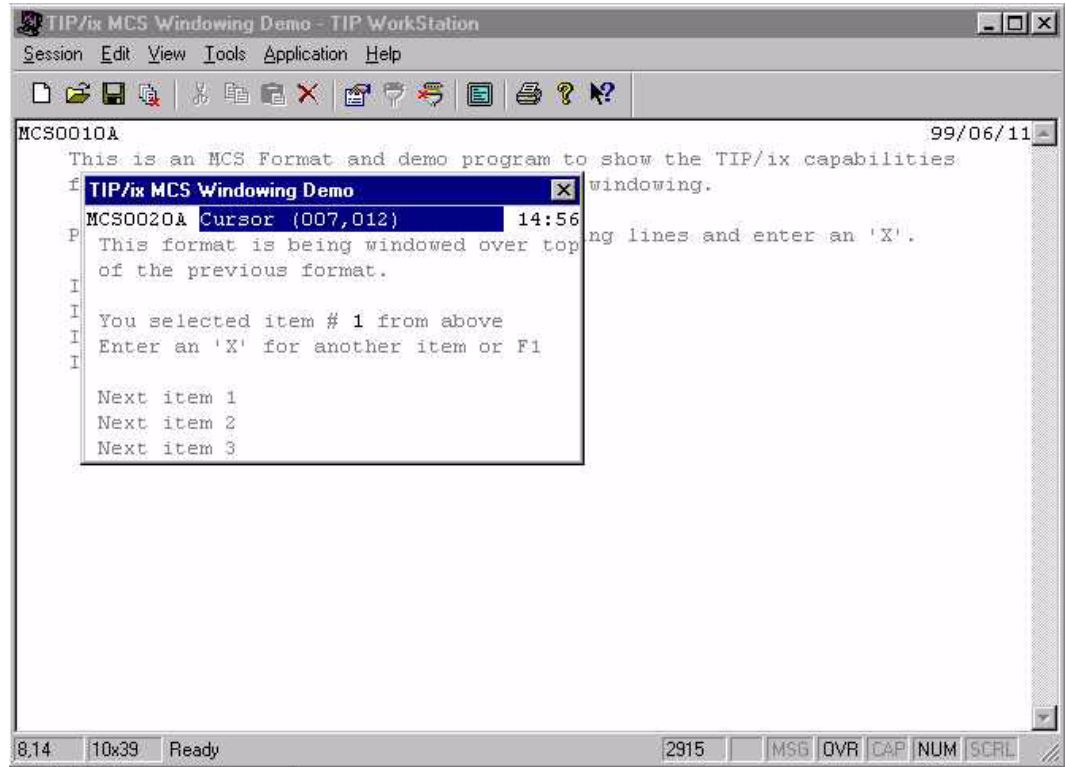 TIP/ix MCS Windowing Demo - TIP WorkStation
Session Edit View Tools Application Help
MCS0010A 99/06/11
This is an MCS Format and demo program to show the TIP/ix capabilities
f windowing.
P ng lines and enter an 'X'.
I
I
I
I
TIP/ix MCS Windowing Demo
MCS0020A Cursor (007,012) 14:56
This format is being windowed over top
of the previous format.
You selected item # 1 from above
Enter an 'X' for another item or F1
Next item 1
Next item 2
Next item 3
8,14 10x39 Ready 2915 MSG OVR CAP NUM SCRL